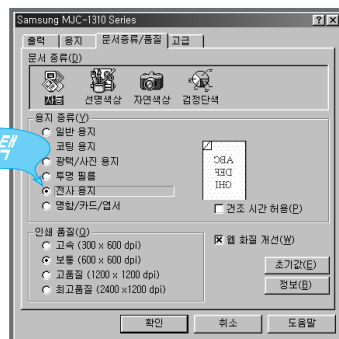 Samsung MJC-1310 Series
출력 용지 문서종류/품질 고급
문서 종류(D)
자동 선명색상 자연색상 검정단색
용지 종류(Y)
일반 용지
코팅 용지
광택/사진 용지
투명 필름
전사 용지
명함/카드/엽서
ABC
DEF
GHI
건조 시간 허용(P)
인쇄 품질(Q)
고속 (300 x 600 dpi)
보통 (600 x 600 dpi)
고품질 (1200 x 1200 dpi)
최고품질 (2400 x1200 dpi)
웹 화질 개선(W)
초기값(E)
정보(B)
확인 취소 도움말